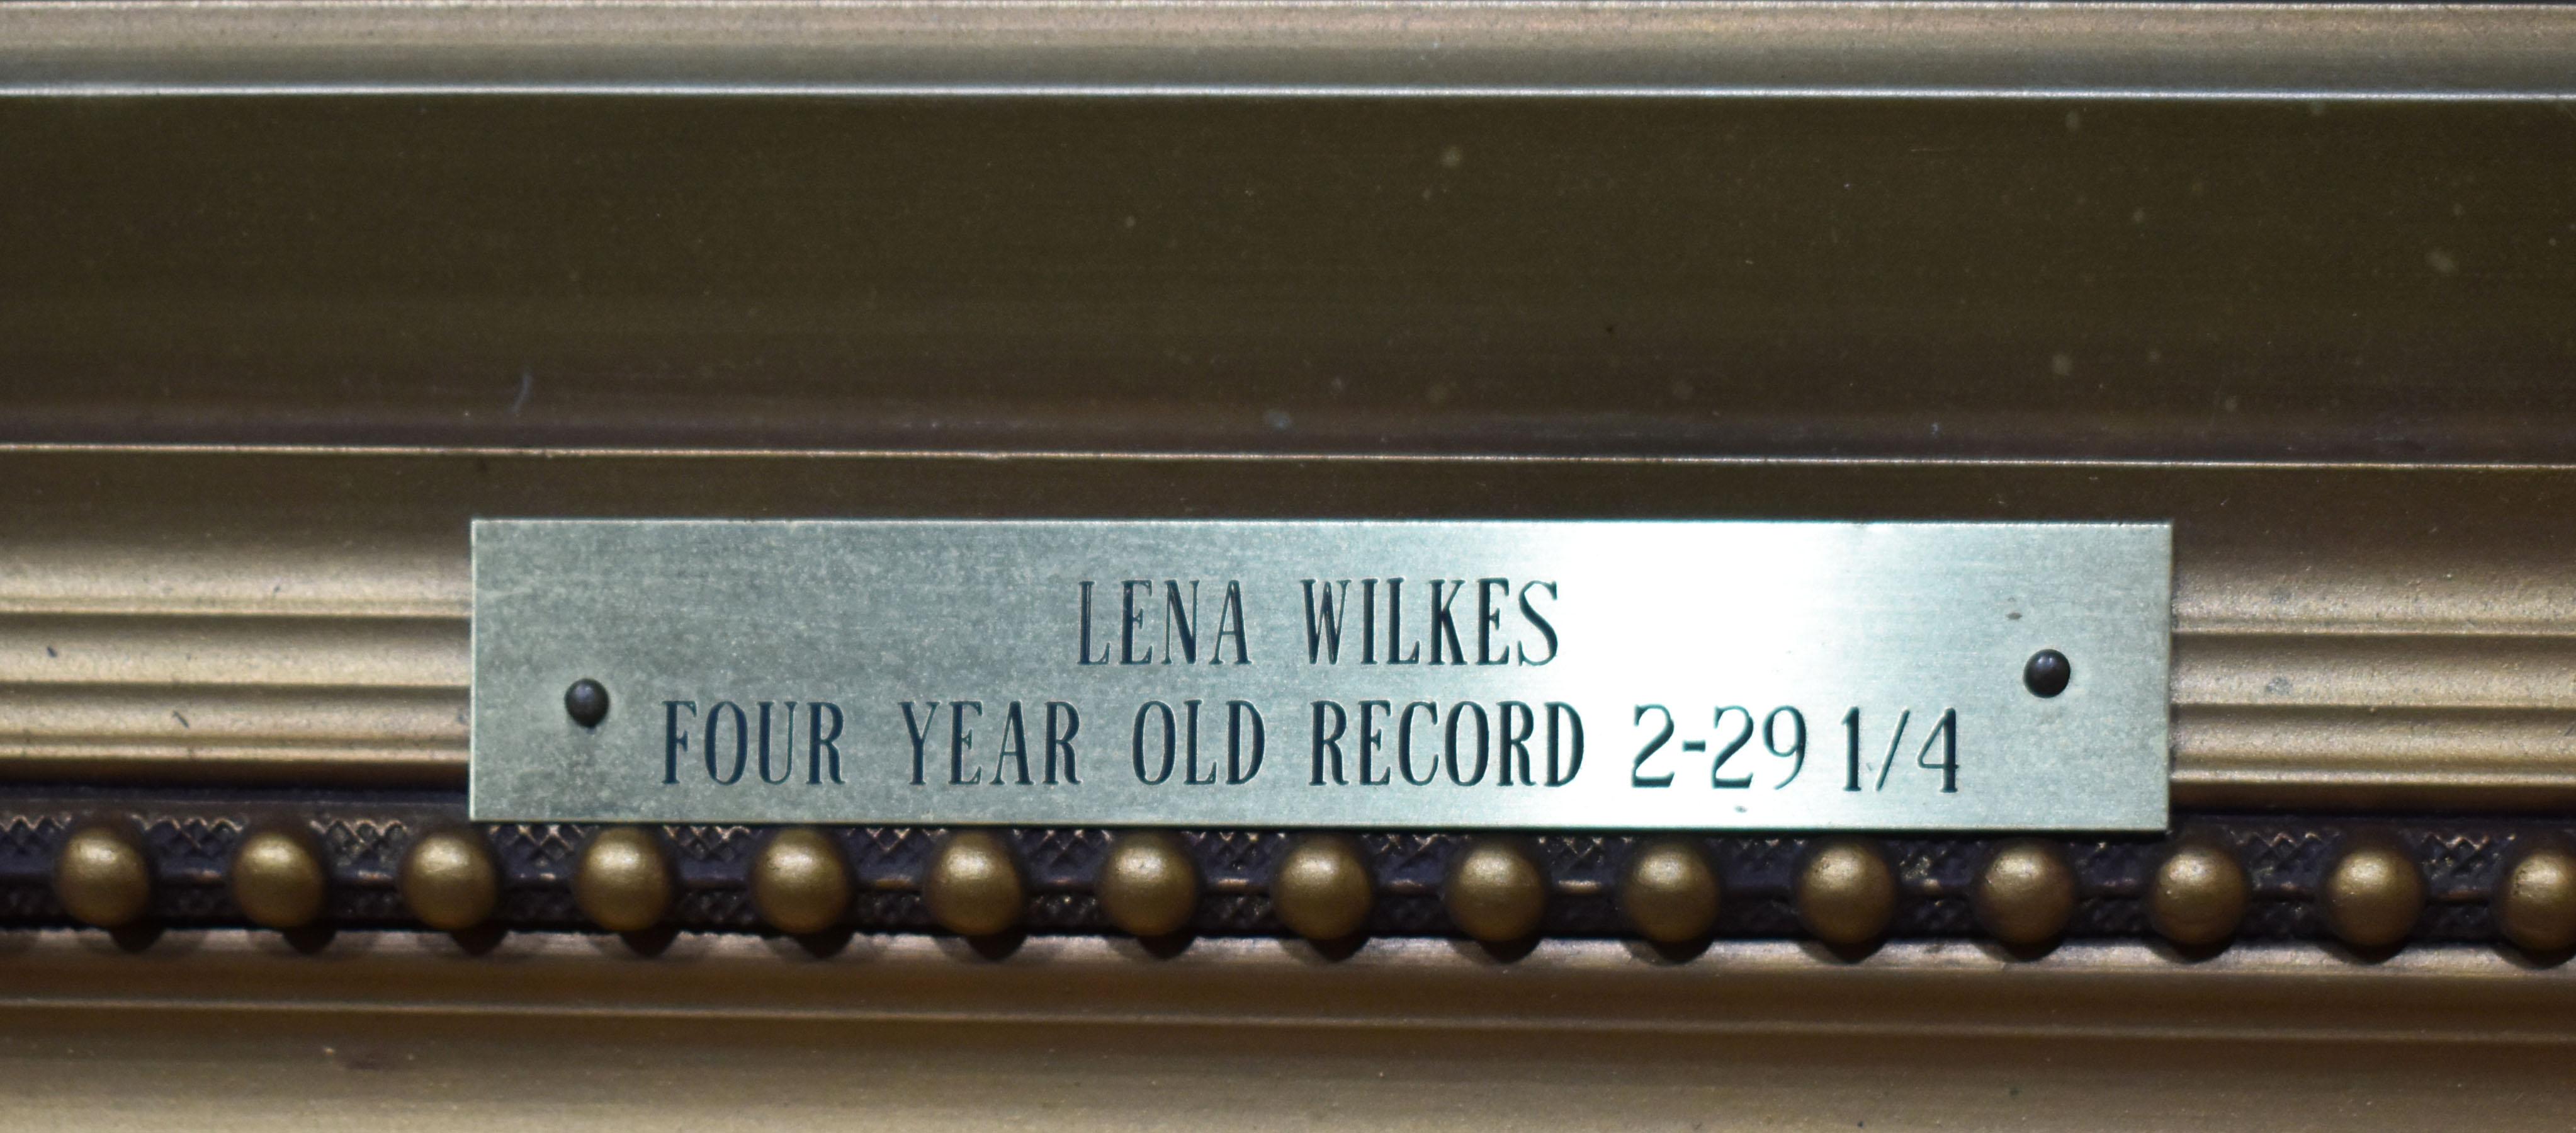 LENA WILKES
FOUR YEAR OLD RECORD 2-29 1/4